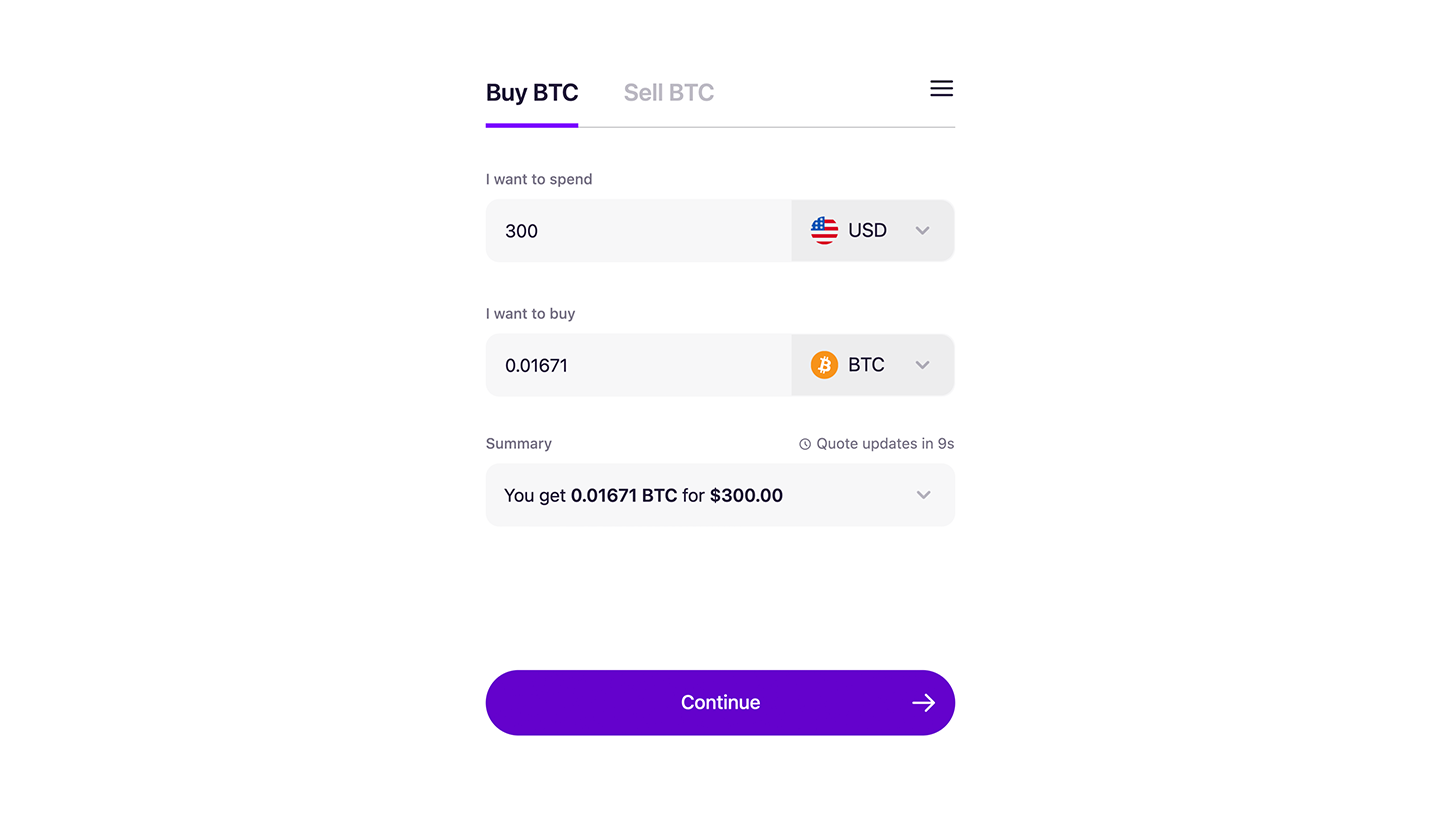 Buy BTC Sell BTC
I want to spend
300 USD
I want to buy
0.01671 BTC
Summary Quote updates in 9s
You get 0.01671 BTC for $300.00
Continue